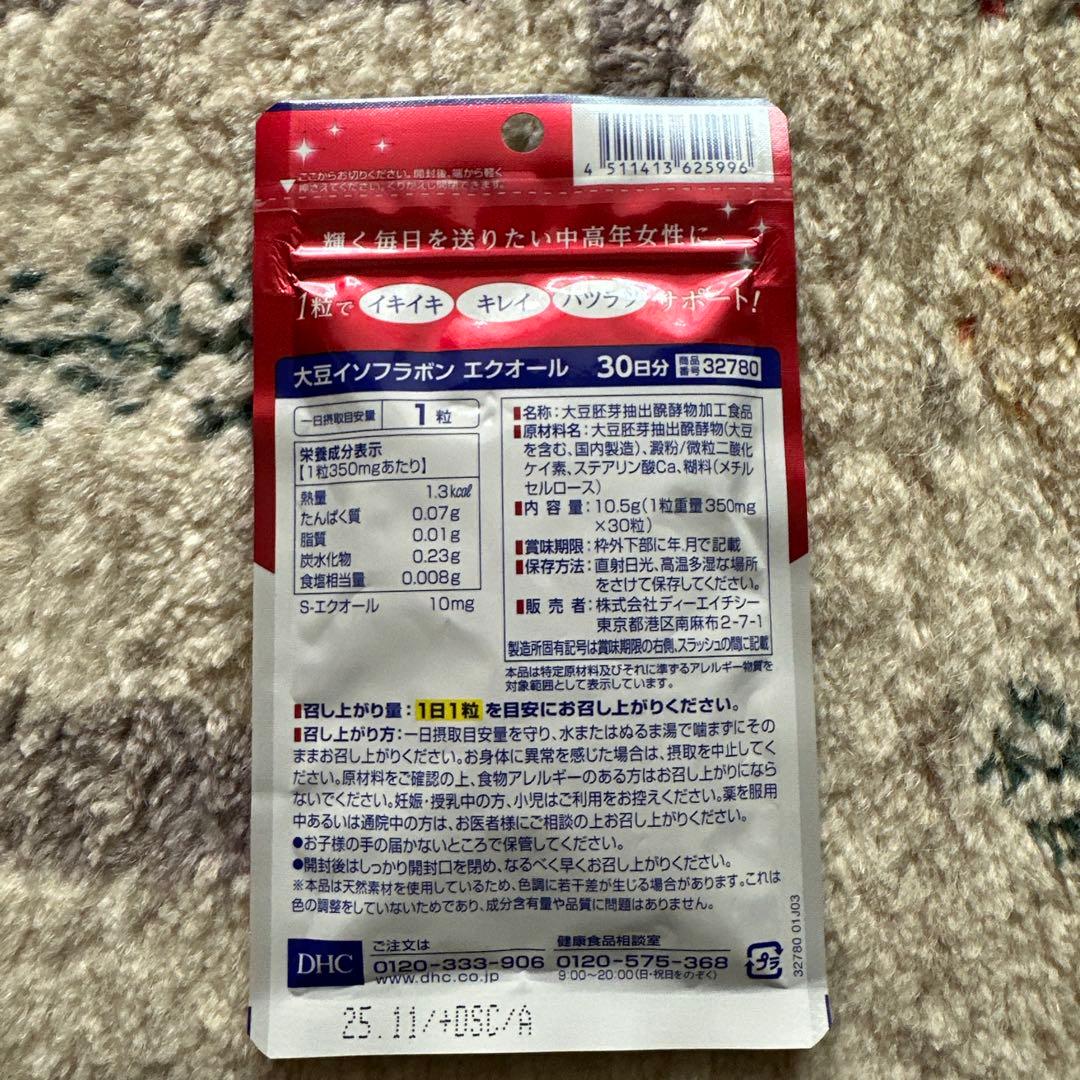 4 511413 625996
ここからお切りください。開封後、端から軽く
押さえてください。くりかえし開閉できます。
輝く毎日を送りたい中高年女性に。
1粒で イキイキ キレイ ハツラツ サポート!
大豆イソフラボン エクオール 30日分 商品番号 32780
一日摂取目安量 1粒
栄養成分表示
【1粒350mgあたり】
熱量 1.3kcal
たんぱく質 0.07g
脂質 0.01g
炭水化物 0.23g
食塩相当量 0.008g
S-エクオール 10mg
■名称:大豆胚芽抽出醗酵物加工食品
■原材料名:大豆胚芽抽出醗酵物(大豆
を含む、国内製造)、澱粉/微粒二酸化
ケイ素、ステアリン酸Ca、糊料(メチル
セルロース)
■内容量:10.5g(1粒重量350mg
×30粒)
■賞味期限:枠外下部に年.月で記載
■保存方法:直射日光、高温多湿な場所
をさけて保存してください。
■販売者:株式会社ディーエイチシー
東京都港区南麻布2-7-1
製造所固有記号は賞味期限の右側、スラッシュの間に記載
本品は特定原材料及びそれに準ずるアレルギー物質を
対象範囲として表示しています。
■召し上がり量:1日1粒を目安にお召し上がりください。
■召し上がり方:一日摂取目安量を守り、水またはぬるま湯で噛まずにその
ままお召し上がりください。お身体に異常を感じた場合は、摂取を中止してく
ださい。原材料をご確認の上、食物アレルギーのある方はお召し上がりになら
ないでください。妊娠・授乳中の方、小児はご利用をお控えください。薬を服用
中あるいは通院中の方は、お医者様にご相談の上お召し上がりください。
●お子様の手の届かないところで保管してください。
●開封後はしっかり開封口を閉め、なるべく早くお召し上がりください。
※本品は天然素材を使用しているため、色調に若干差が生じる場合があります。これは
色の調整をしていないためであり、成分含有量や品質に問題はありません。
DHC
ご注文は
0120-333-906
www.dhc.co.jp
健康食品相談室
0120-575-368
9:00〜20:00(日・祝日をのぞく)
プラ
32780 01J03
25.11/+DSC/A